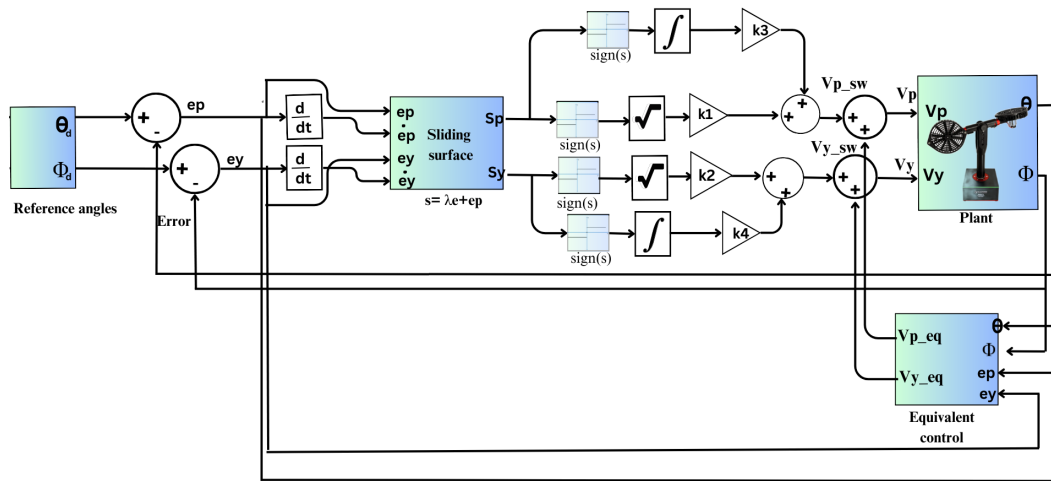 θd
Φd
Reference angles
+
-
ep
+
-
ey
Error
d
dt
d
dt
ep
ėp
ey
ėy
Sliding
surface
Sp
Sy
s= λe+ep
sign(s)
∫
k3
sign(s)
√
k1
sign(s)
√
k2
sign(s)
∫
k4
+
+
+
+
Vp_sw
+
+
Vy_sw
+
+
Vp
Vy
Vp
Vy
θ
Φ
Plant
Vp_eq
Vy_eq
θ
Φ
ep
ey
Equivalent
control